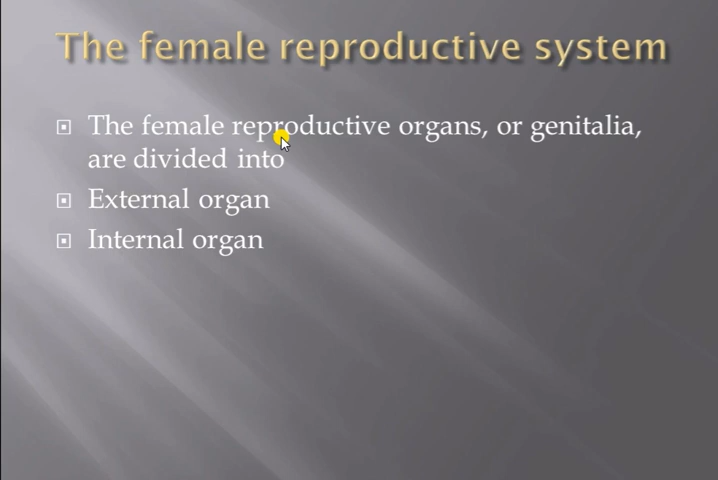 The female reproductive system
The female reproductive organs, or genitalia,
are divided into
External organ
Internal organ